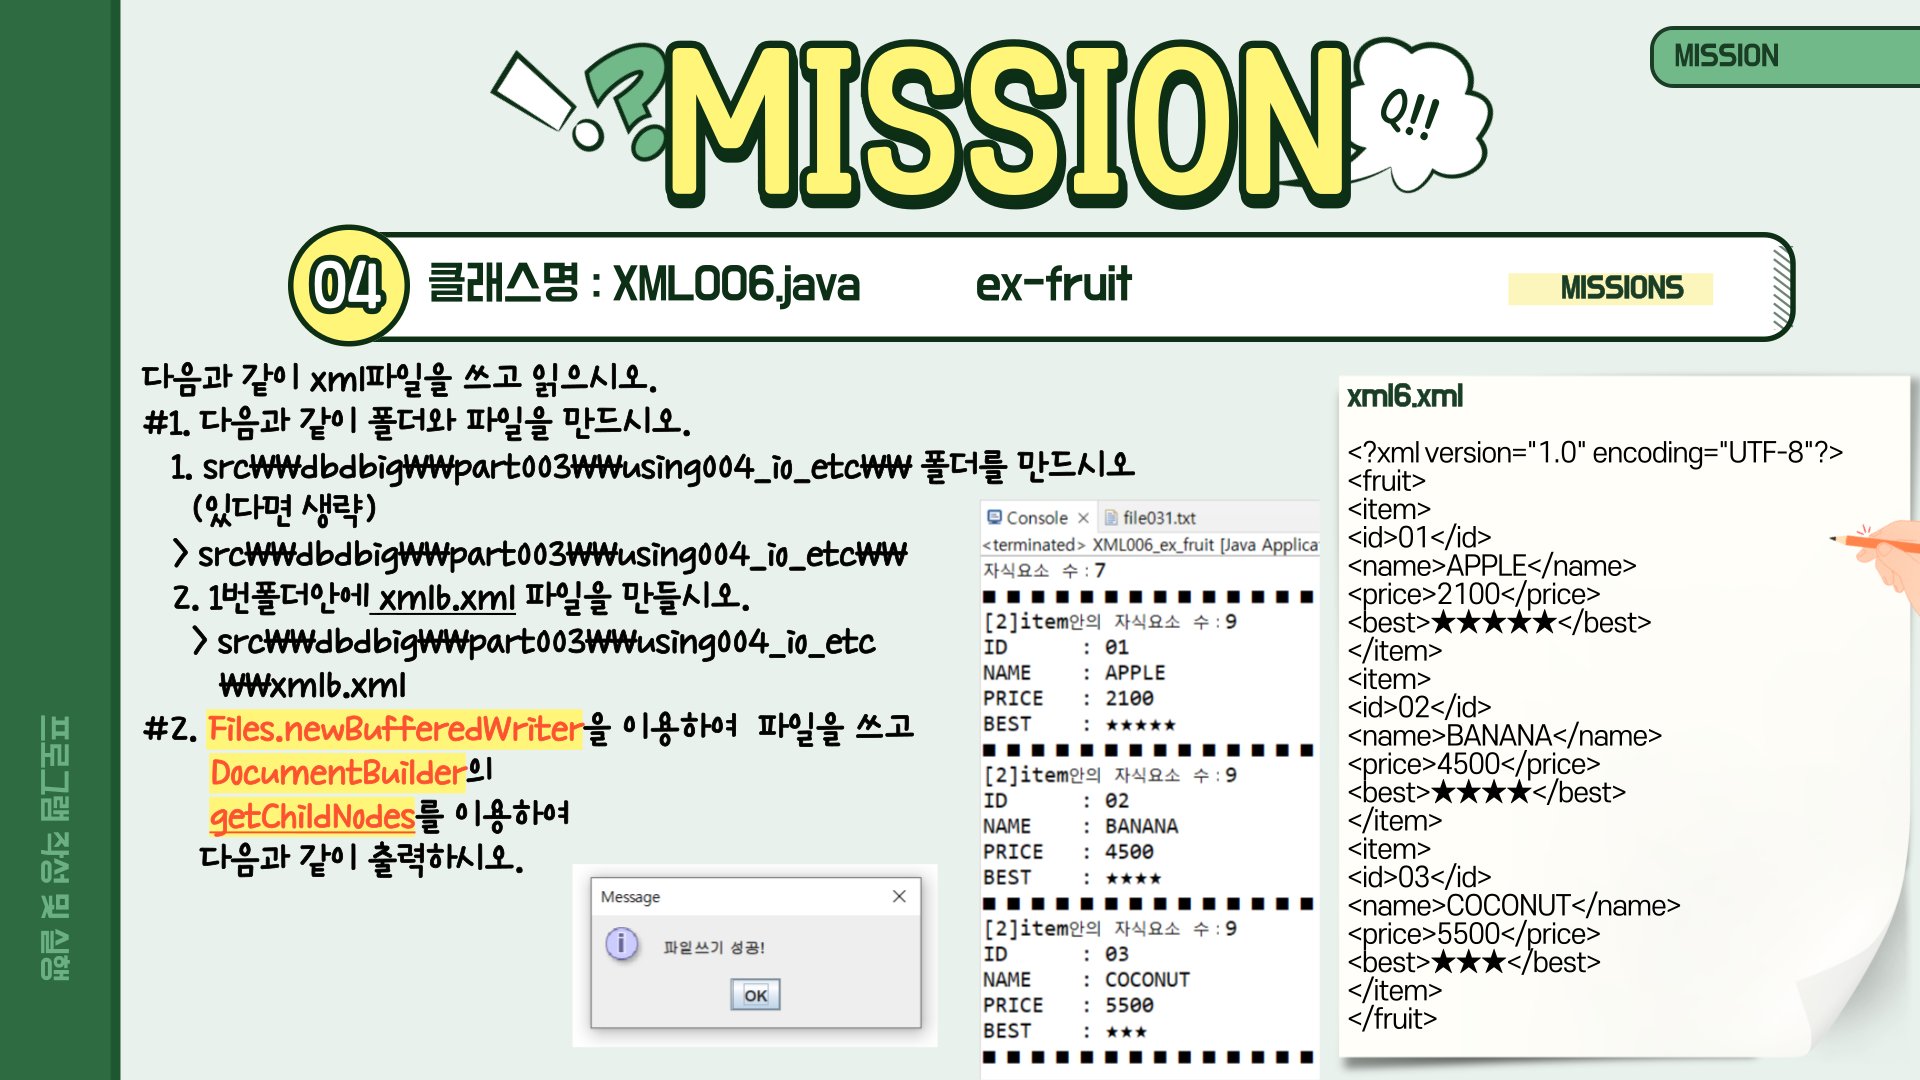 MISSION
!?
MISSION
Q!!
04
클래스명 : XML006.java ex-fruit
MISSIONS
다음과 같이 xml파일을 쓰고 읽으시오.
#1. 다음과 같이 폴더와 파일을 만드시오.
1. src₩₩dbdbig₩₩part003₩₩using004_io_etc₩₩ 폴더를 만드시오
(있다면 생략)
> src₩₩dbdbig₩₩part003₩₩using004_io_etc₩₩
2. 1번폴더안에 xml6.xml 파일을 만들시오.
> src₩₩dbdbig₩₩part003₩₩using004_io_etc
₩₩xml6.xml
#2. Files.newBufferedWriter을 이용하여 파일을 쓰고
DocumentBuilder의
getChildNodes를 이용하여
다음과 같이 출력하시오.
Message
파일쓰기 성공!
OK
Console file031.txt
<terminated> XML006_ex_fruit [Java Applica
자식요소 수 : 7
■ ■ ■ ■ ■ ■ ■ ■ ■ ■ ■ ■ ■ ■
[2]item안의 자식요소 수 : 9
ID : 01
NAME : APPLE
PRICE : 2100
BEST : ★★★★★
■ ■ ■ ■ ■ ■ ■ ■ ■ ■ ■ ■ ■ ■
[2]item안의 자식요소 수 : 9
ID : 02
NAME : BANANA
PRICE : 4500
BEST : ★★★★
■ ■ ■ ■ ■ ■ ■ ■ ■ ■ ■ ■ ■ ■
[2]item안의 자식요소 수 : 9
ID : 03
NAME : COCONUT
PRICE : 5500
BEST : ★★★
■ ■ ■ ■ ■ ■ ■ ■ ■ ■ ■ ■ ■ ■
xml6.xml
<?xml version="1.0" encoding="UTF-8"?>
<fruit>
<item>
<id>01</id>
<name>APPLE</name>
<price>2100</price>
<best>★★★★★</best>
</item>
<item>
<id>02</id>
<name>BANANA</name>
<price>4500</price>
<best>★★★★</best>
</item>
<item>
<id>03</id>
<name>COCONUT</name>
<price>5500</price>
<best>★★★</best>
</item>
</fruit>
프로그램 작성 및 실행